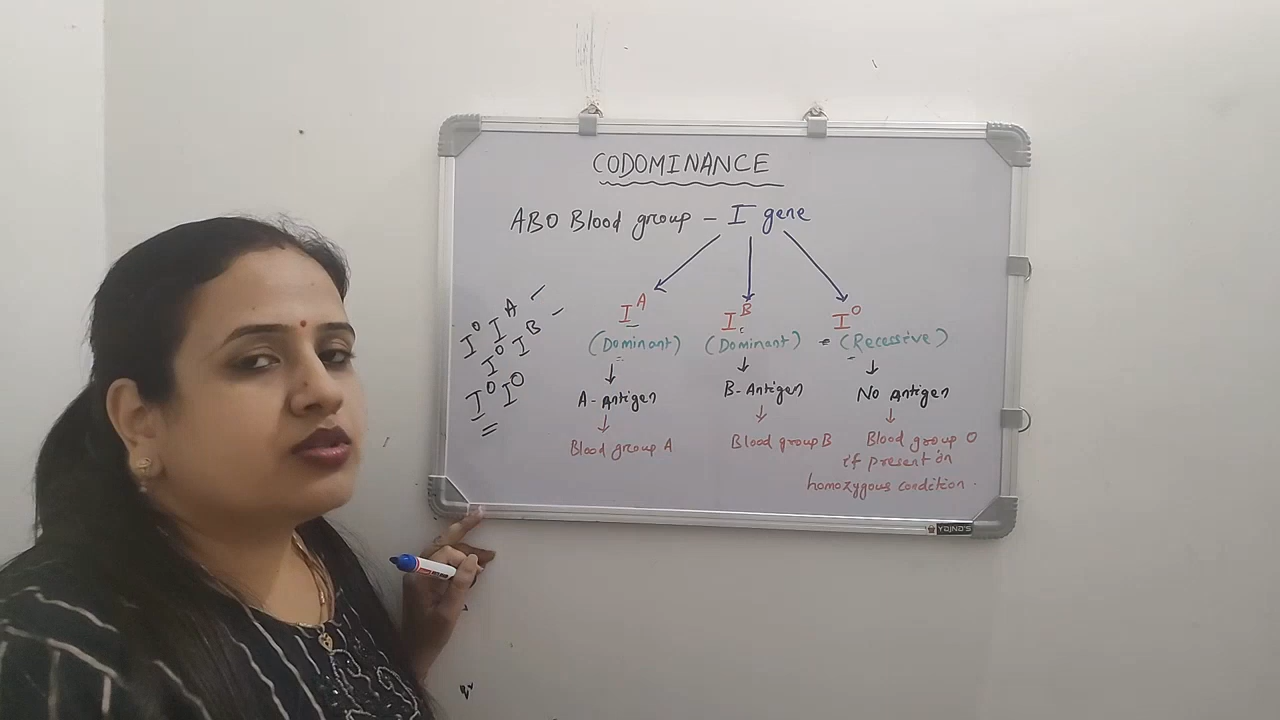 CODOMINANCE
ABO Blood group - I gene
I^A I^B I^O
(Dominant) (Dominant) (Recessive)
A-Antigen B-Antigen No Antigen
Blood group A Blood group B Blood group O
if present in
homozygous condition.
I^O I^A
I^O I^B
I^O I^O
YAJNA'S